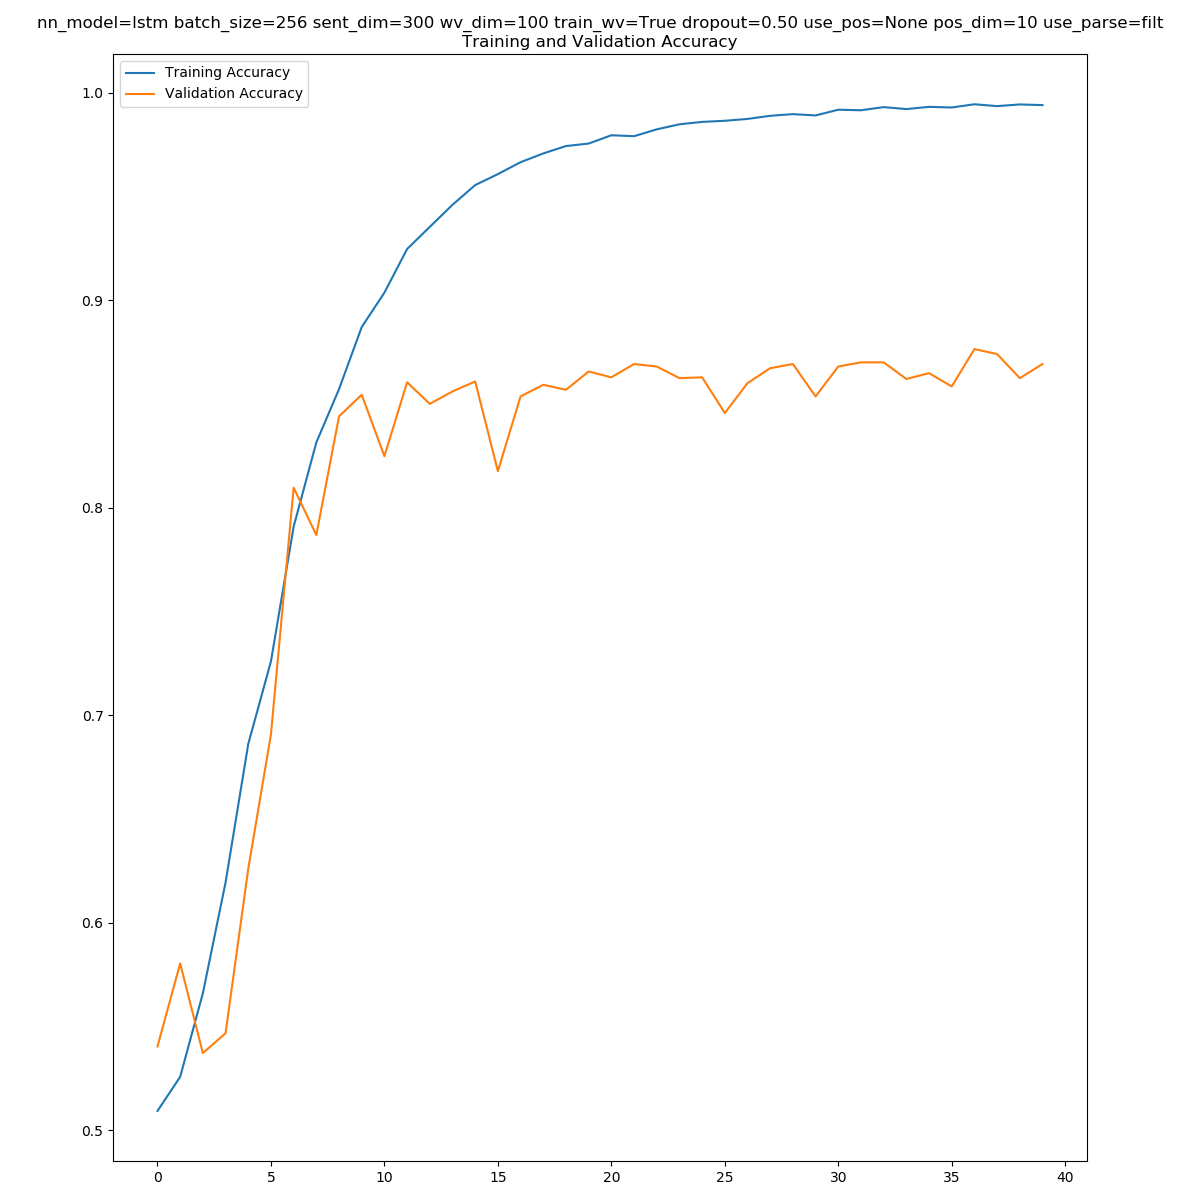 nn_model=lstm batch_size=256 sent_dim=300 wv_dim=100 train_wv=True dropout=0.50 use_pos=None pos_dim=10 use_parse=filt
Training and Validation Accuracy
Training Accuracy
Validation Accuracy
1.0
0.9
0.8
0.7
0.6
0.5
0 5 10 15 20 25 30 35 40